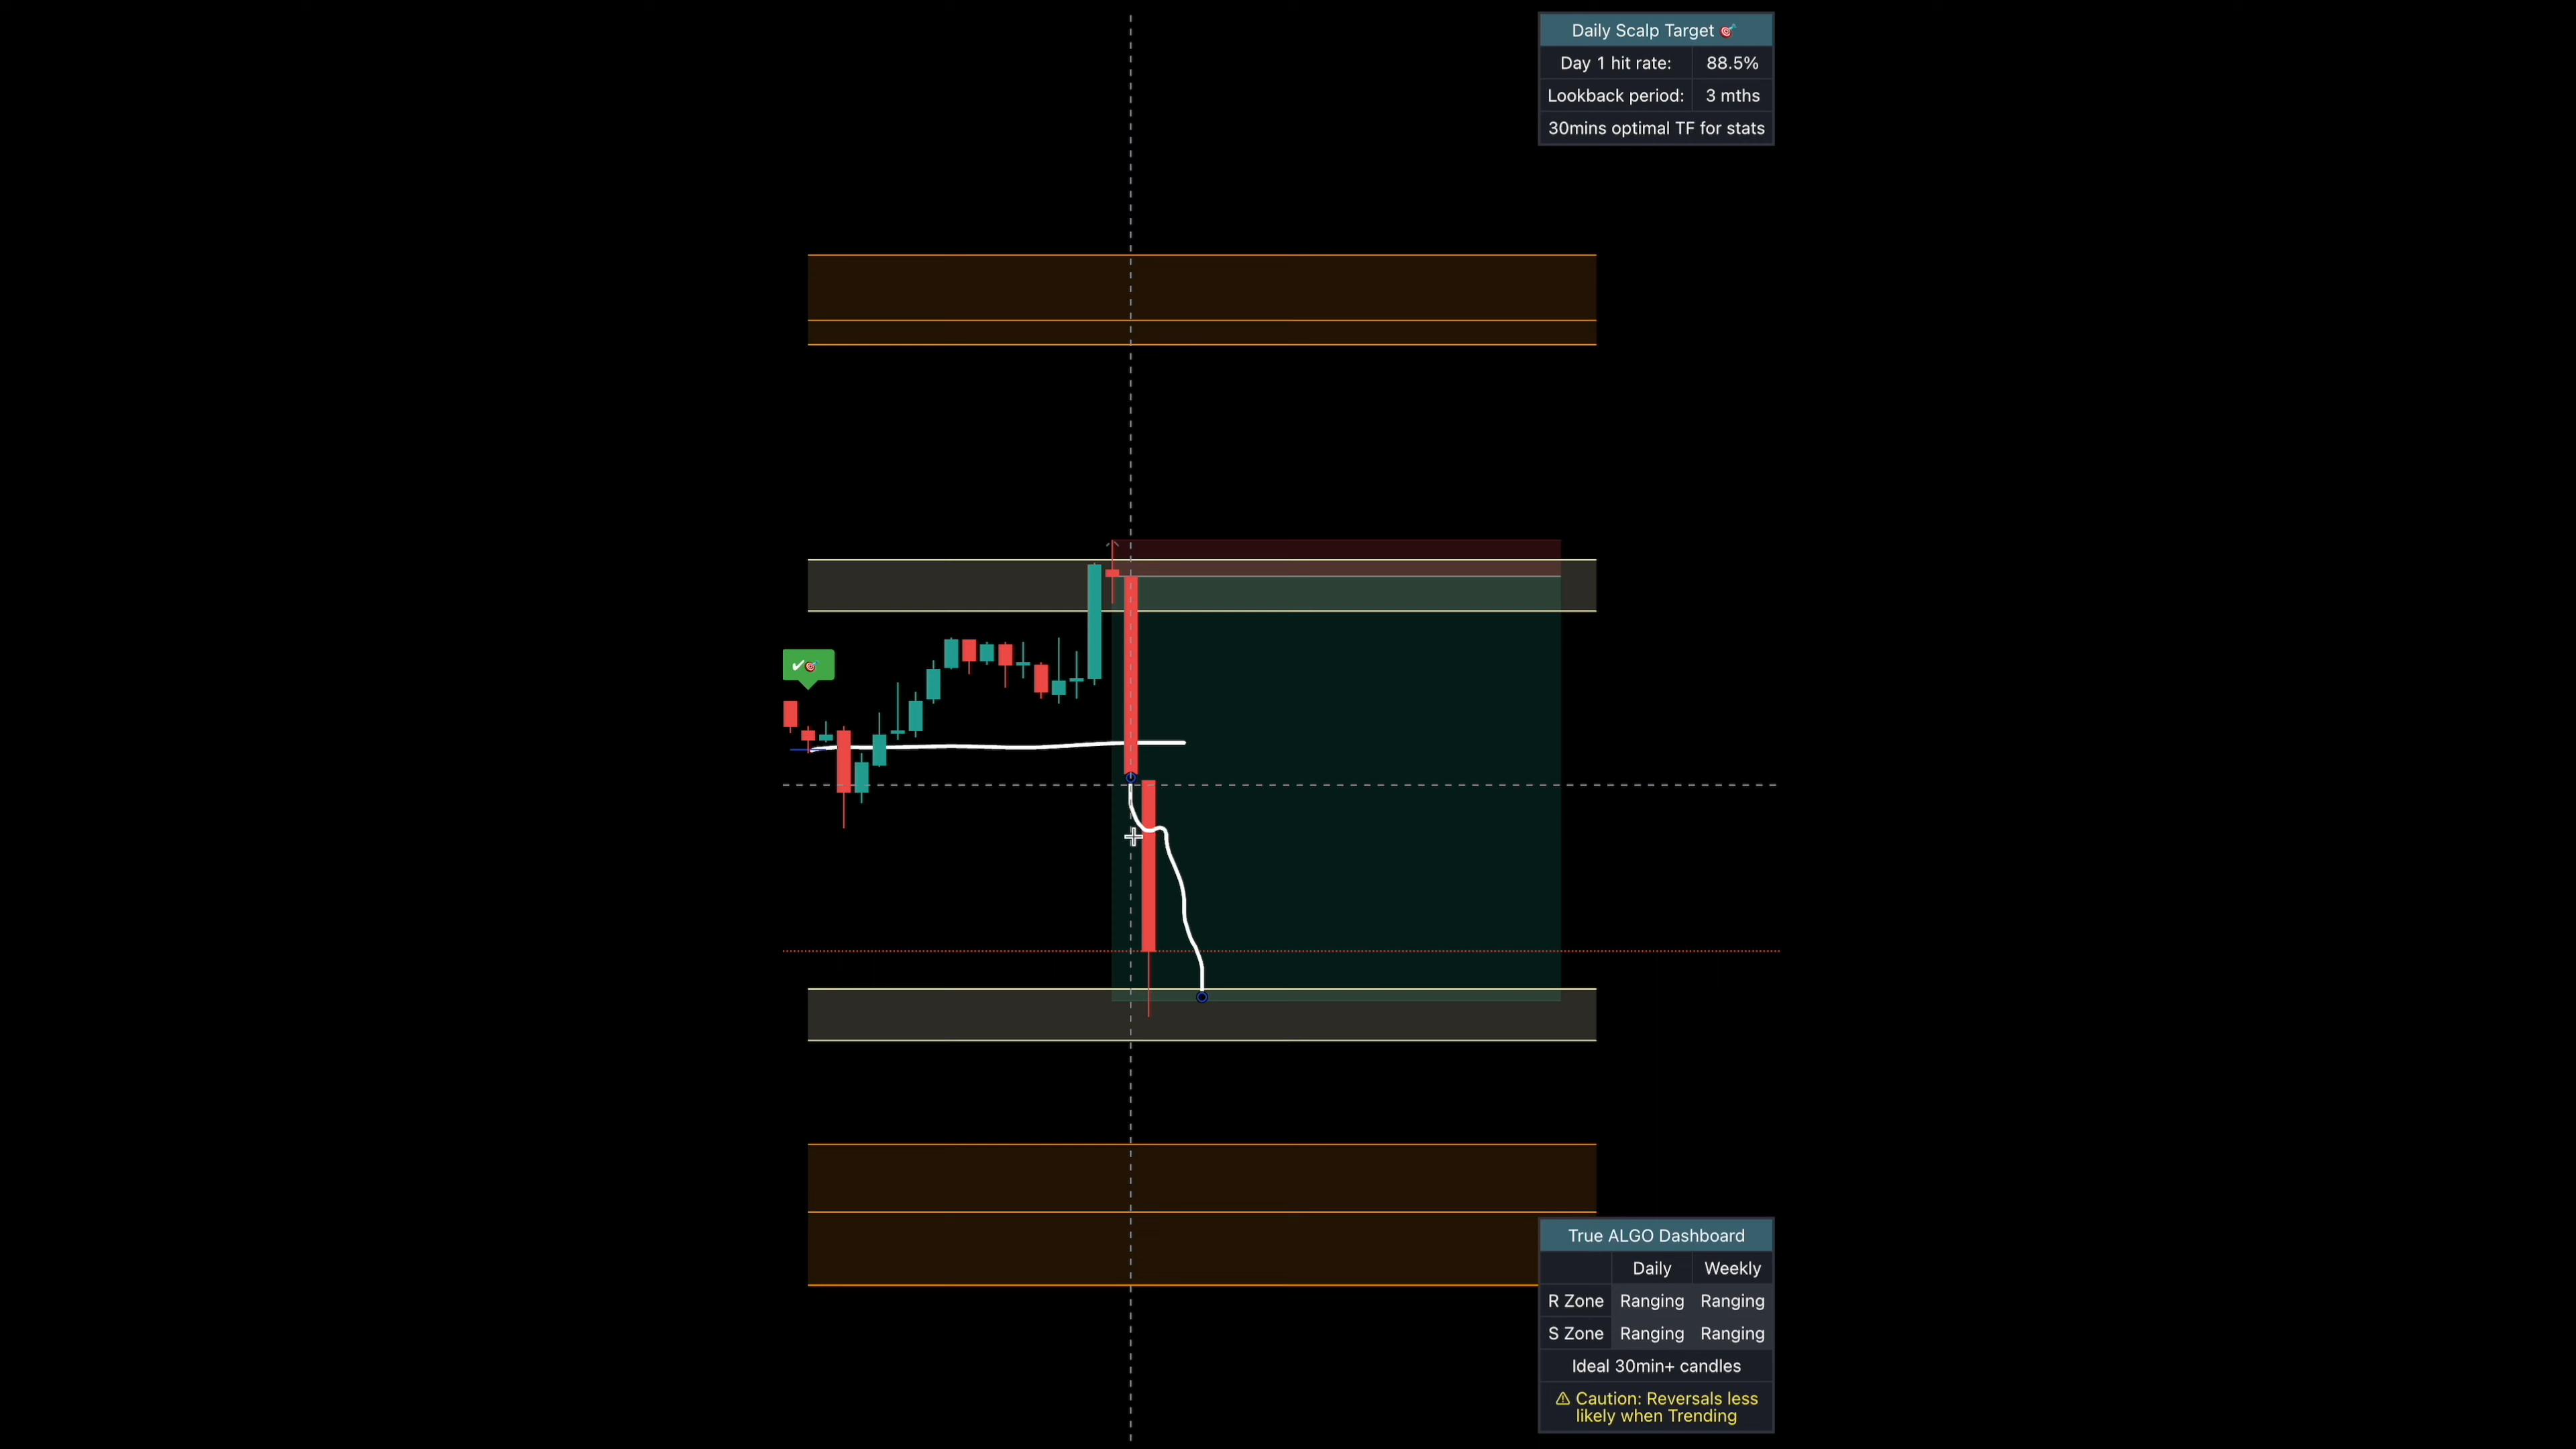 Daily Scalp Target 🎯
Day 1 hit rate: 88.5%
Lookback period: 3 mths
30mins optimal TF for stats
✔🎯
True ALGO Dashboard
Daily Weekly
R Zone Ranging Ranging
S Zone Ranging Ranging
Ideal 30min+ candles
⚠ Caution: Reversals less
likely when Trending